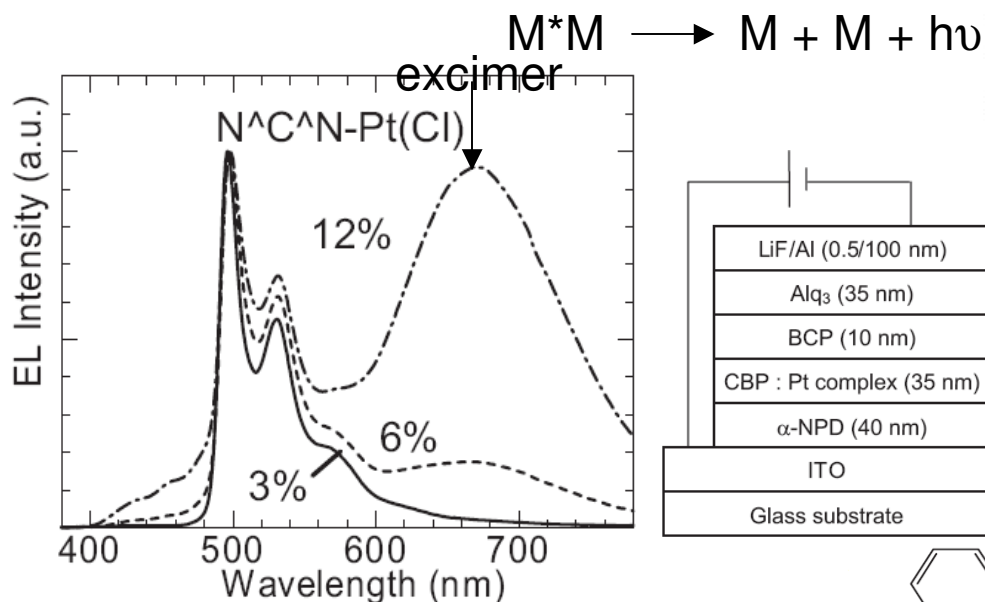 M*M → M + M + hυ
excimer
N^C^N-Pt(Cl)
12%
6%
3%
EL Intensity (a.u.)
400 500 600 700
Wavelength (nm)
LiF/Al (0.5/100 nm)
Alq₃ (35 nm)
BCP (10 nm)
CBP : Pt complex (35 nm)
α-NPD (40 nm)
ITO
Glass substrate